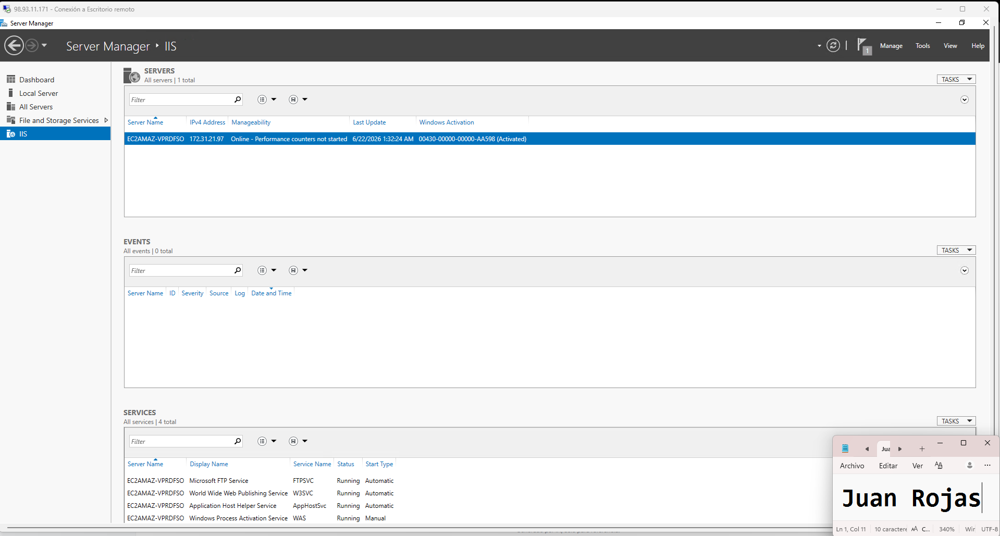 98.93.11.171 - Conexión a Escritorio remoto
Server Manager
Server Manager IIS
1 Manage Tools View Help
Dashboard
Local Server
All Servers
File and Storage Services
IIS
SERVERS
All servers | 1 total
TASKS
Filter
Server Name IPv4 Address Manageability Last Update Windows Activation
EC2AMAZ-VPRDFSO 172.31.21.97 Online - Performance counters not started 6/22/2026 1:32:24 AM 00430-00000-00000-AA598 (Activated)
EVENTS
All events | 0 total
TASKS
Filter
Server Name ID Severity Source Log Date and Time
SERVICES
All services | 4 total
TASKS
Filter
Server Name Display Name Service Name Status Start Type
EC2AMAZ-VPRDFSO Microsoft FTP Service FTPSVC Running Automatic
EC2AMAZ-VPRDFSO World Wide Web Publishing Service W3SVC Running Automatic
EC2AMAZ-VPRDFSO Application Host Helper Service AppHostSvc Running Automatic
EC2AMAZ-VPRDFSO Windows Process Activation Service WAS Running Manual
Jua
Archivo Editar Ver
Juan Rojas
Ln 1, Col 11 10 caractere C... 340% Wir UTF-8